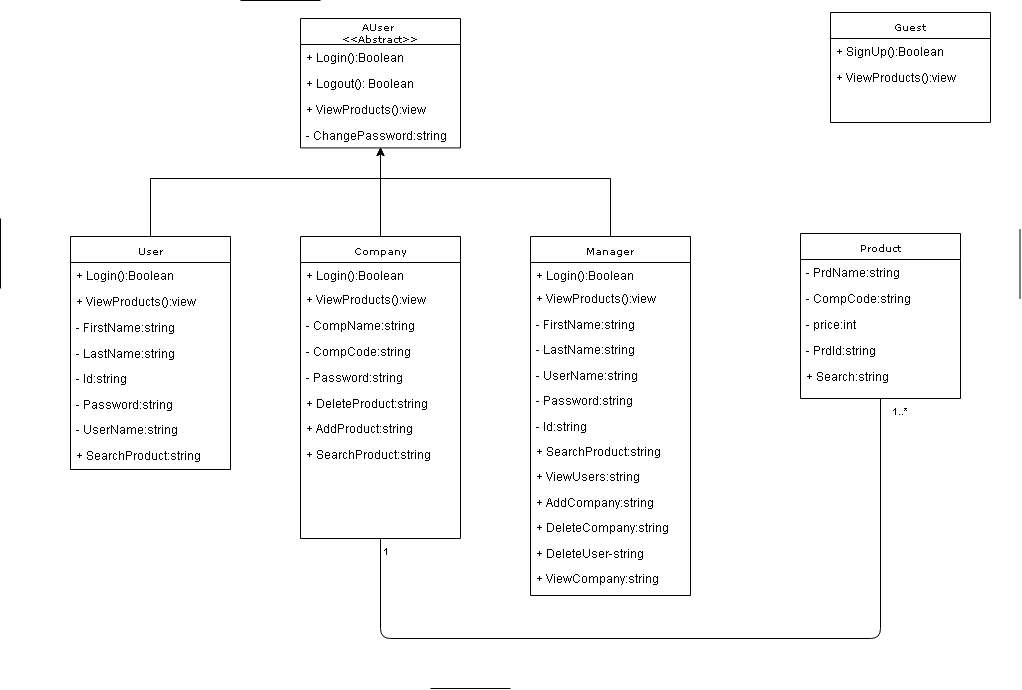 AUser
<<Abstract>>
+ Login():Boolean
+ Logout(): Boolean
+ ViewProducts():view
- ChangePassword:string
Guest
+ SignUp():Boolean
+ ViewProducts():view
User
+ Login():Boolean
+ ViewProducts():view
- FirstName:string
- LastName:string
- Id:string
- Password:string
- UserName:string
+ SearchProduct:string
Company
+ Login():Boolean
+ ViewProducts():view
- CompName:string
- CompCode:string
- Password:string
+ DeleteProduct:string
+ AddProduct:string
+ SearchProduct:string
1
Manager
+ Login():Boolean
+ ViewProducts():view
- FirstName:string
- LastName:string
- UserName:string
- Password:string
- Id:string
+ SearchProduct:string
+ ViewUsers:string
+ AddCompany:string
+ DeleteCompany:string
+ DeleteUser-string
+ ViewCompany:string
Product
- PrdName:string
- CompCode:string
- price:int
- PrdId:string
+ Search:string
1..*